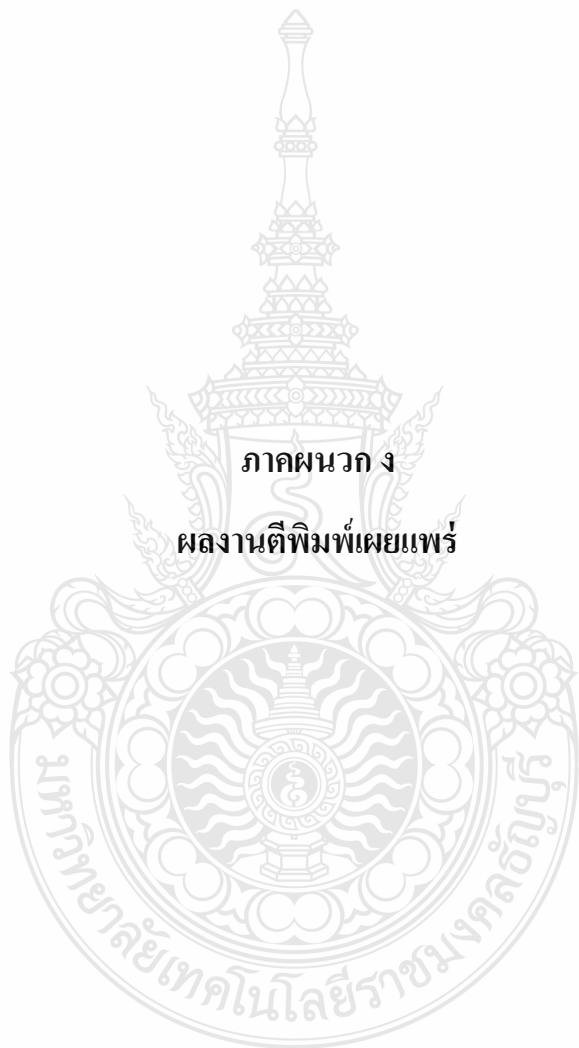 ภาคผนวก ง
ผลงานตีพิมพ์เผยแพร่
มหาวิทยาลัยเทคโนโลยีราชมงคลธัญบุรี